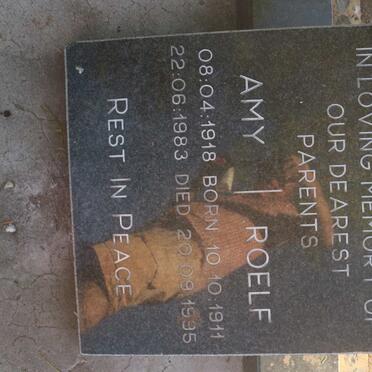 IN LOVING MEMORY OF
OUR DEAREST
PARENTS
AMY | ROELF
08:04:1918 BORN 10:10:1911
22:06:1983 DIED 20:09:1995
REST IN PEACE